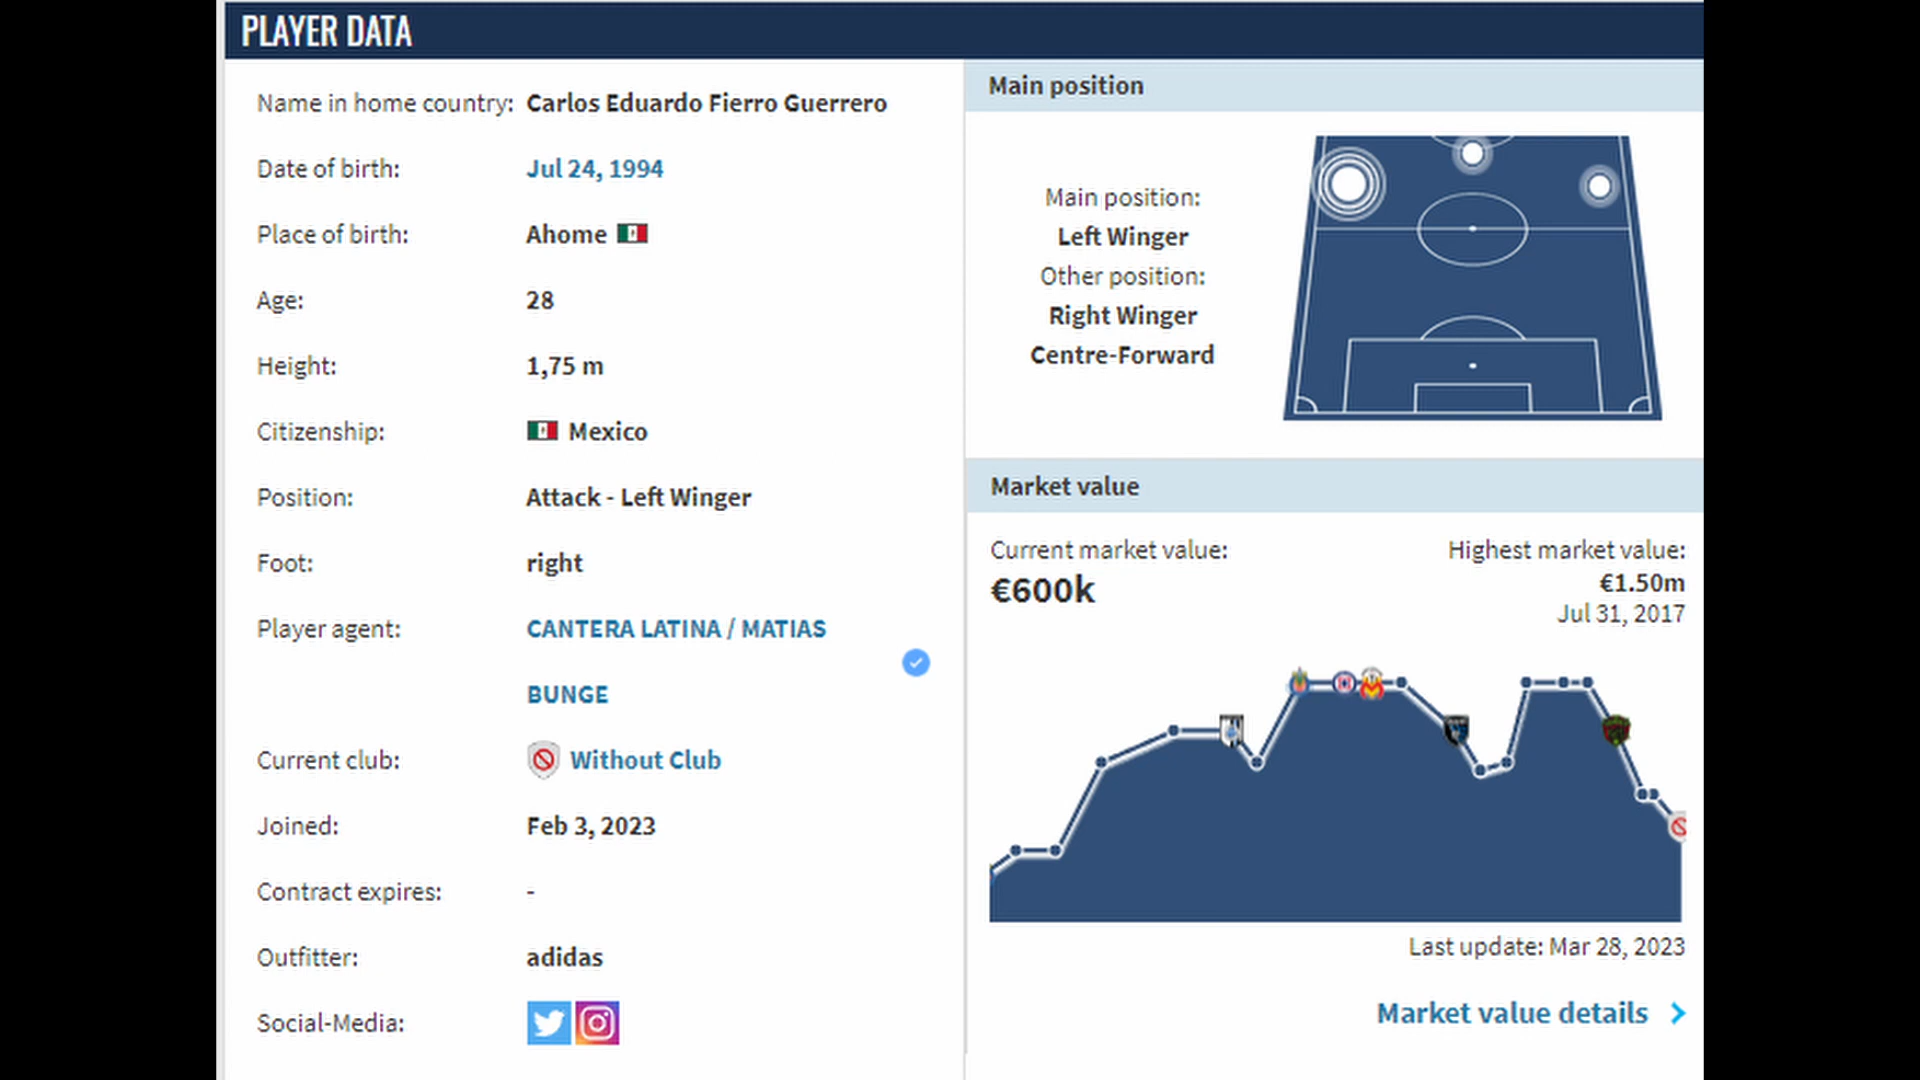 PLAYER DATA
Name in home country: Carlos Eduardo Fierro Guerrero
Date of birth: Jul 24, 1994
Place of birth: Ahome
Age: 28
Height: 1,75 m
Citizenship: Mexico
Position: Attack - Left Winger
Foot: right
Player agent: CANTERA LATINA / MATIAS
BUNGE
Current club: Without Club
Joined: Feb 3, 2023
Contract expires: -
Outfitter: adidas
Social-Media:
Main position
Main position:
Left Winger
Other position:
Right Winger
Centre-Forward
Market value
Current market value:
€600k
Highest market value:
€1.50m
Jul 31, 2017
Last update: Mar 28, 2023
Market value details